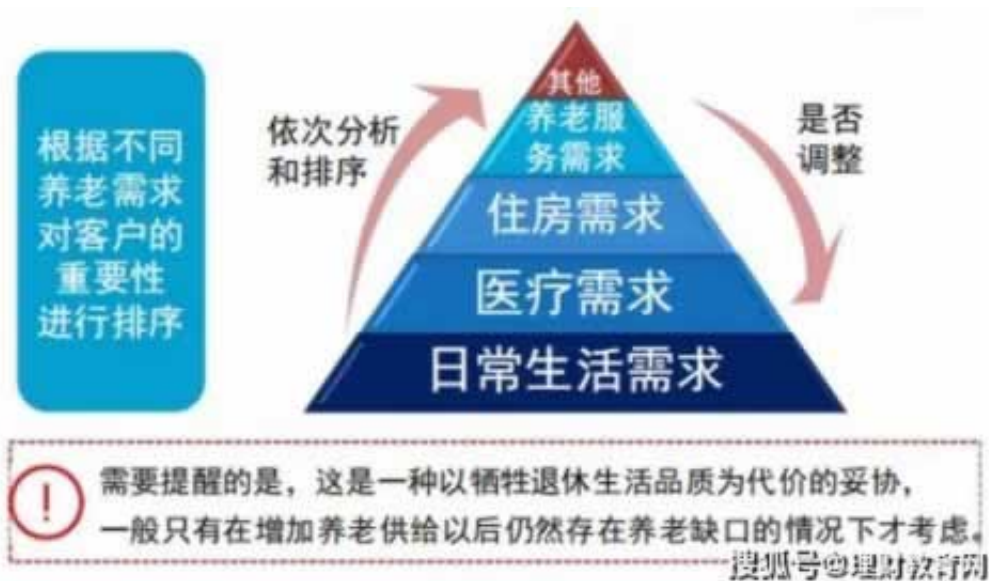 根据不同
养老需求
对客户的
重要性
进行排序
依次分析
和排序
其他
养老服
务需求
住房需求
医疗需求
日常生活需求
是否
调整
!
需要提醒的是，这是一种以牺牲退休生活品质为代价的妥协，
一般只有在增加养老供给以后仍然存在养老缺口的情况下才考虑。
搜狐号@理财教育网